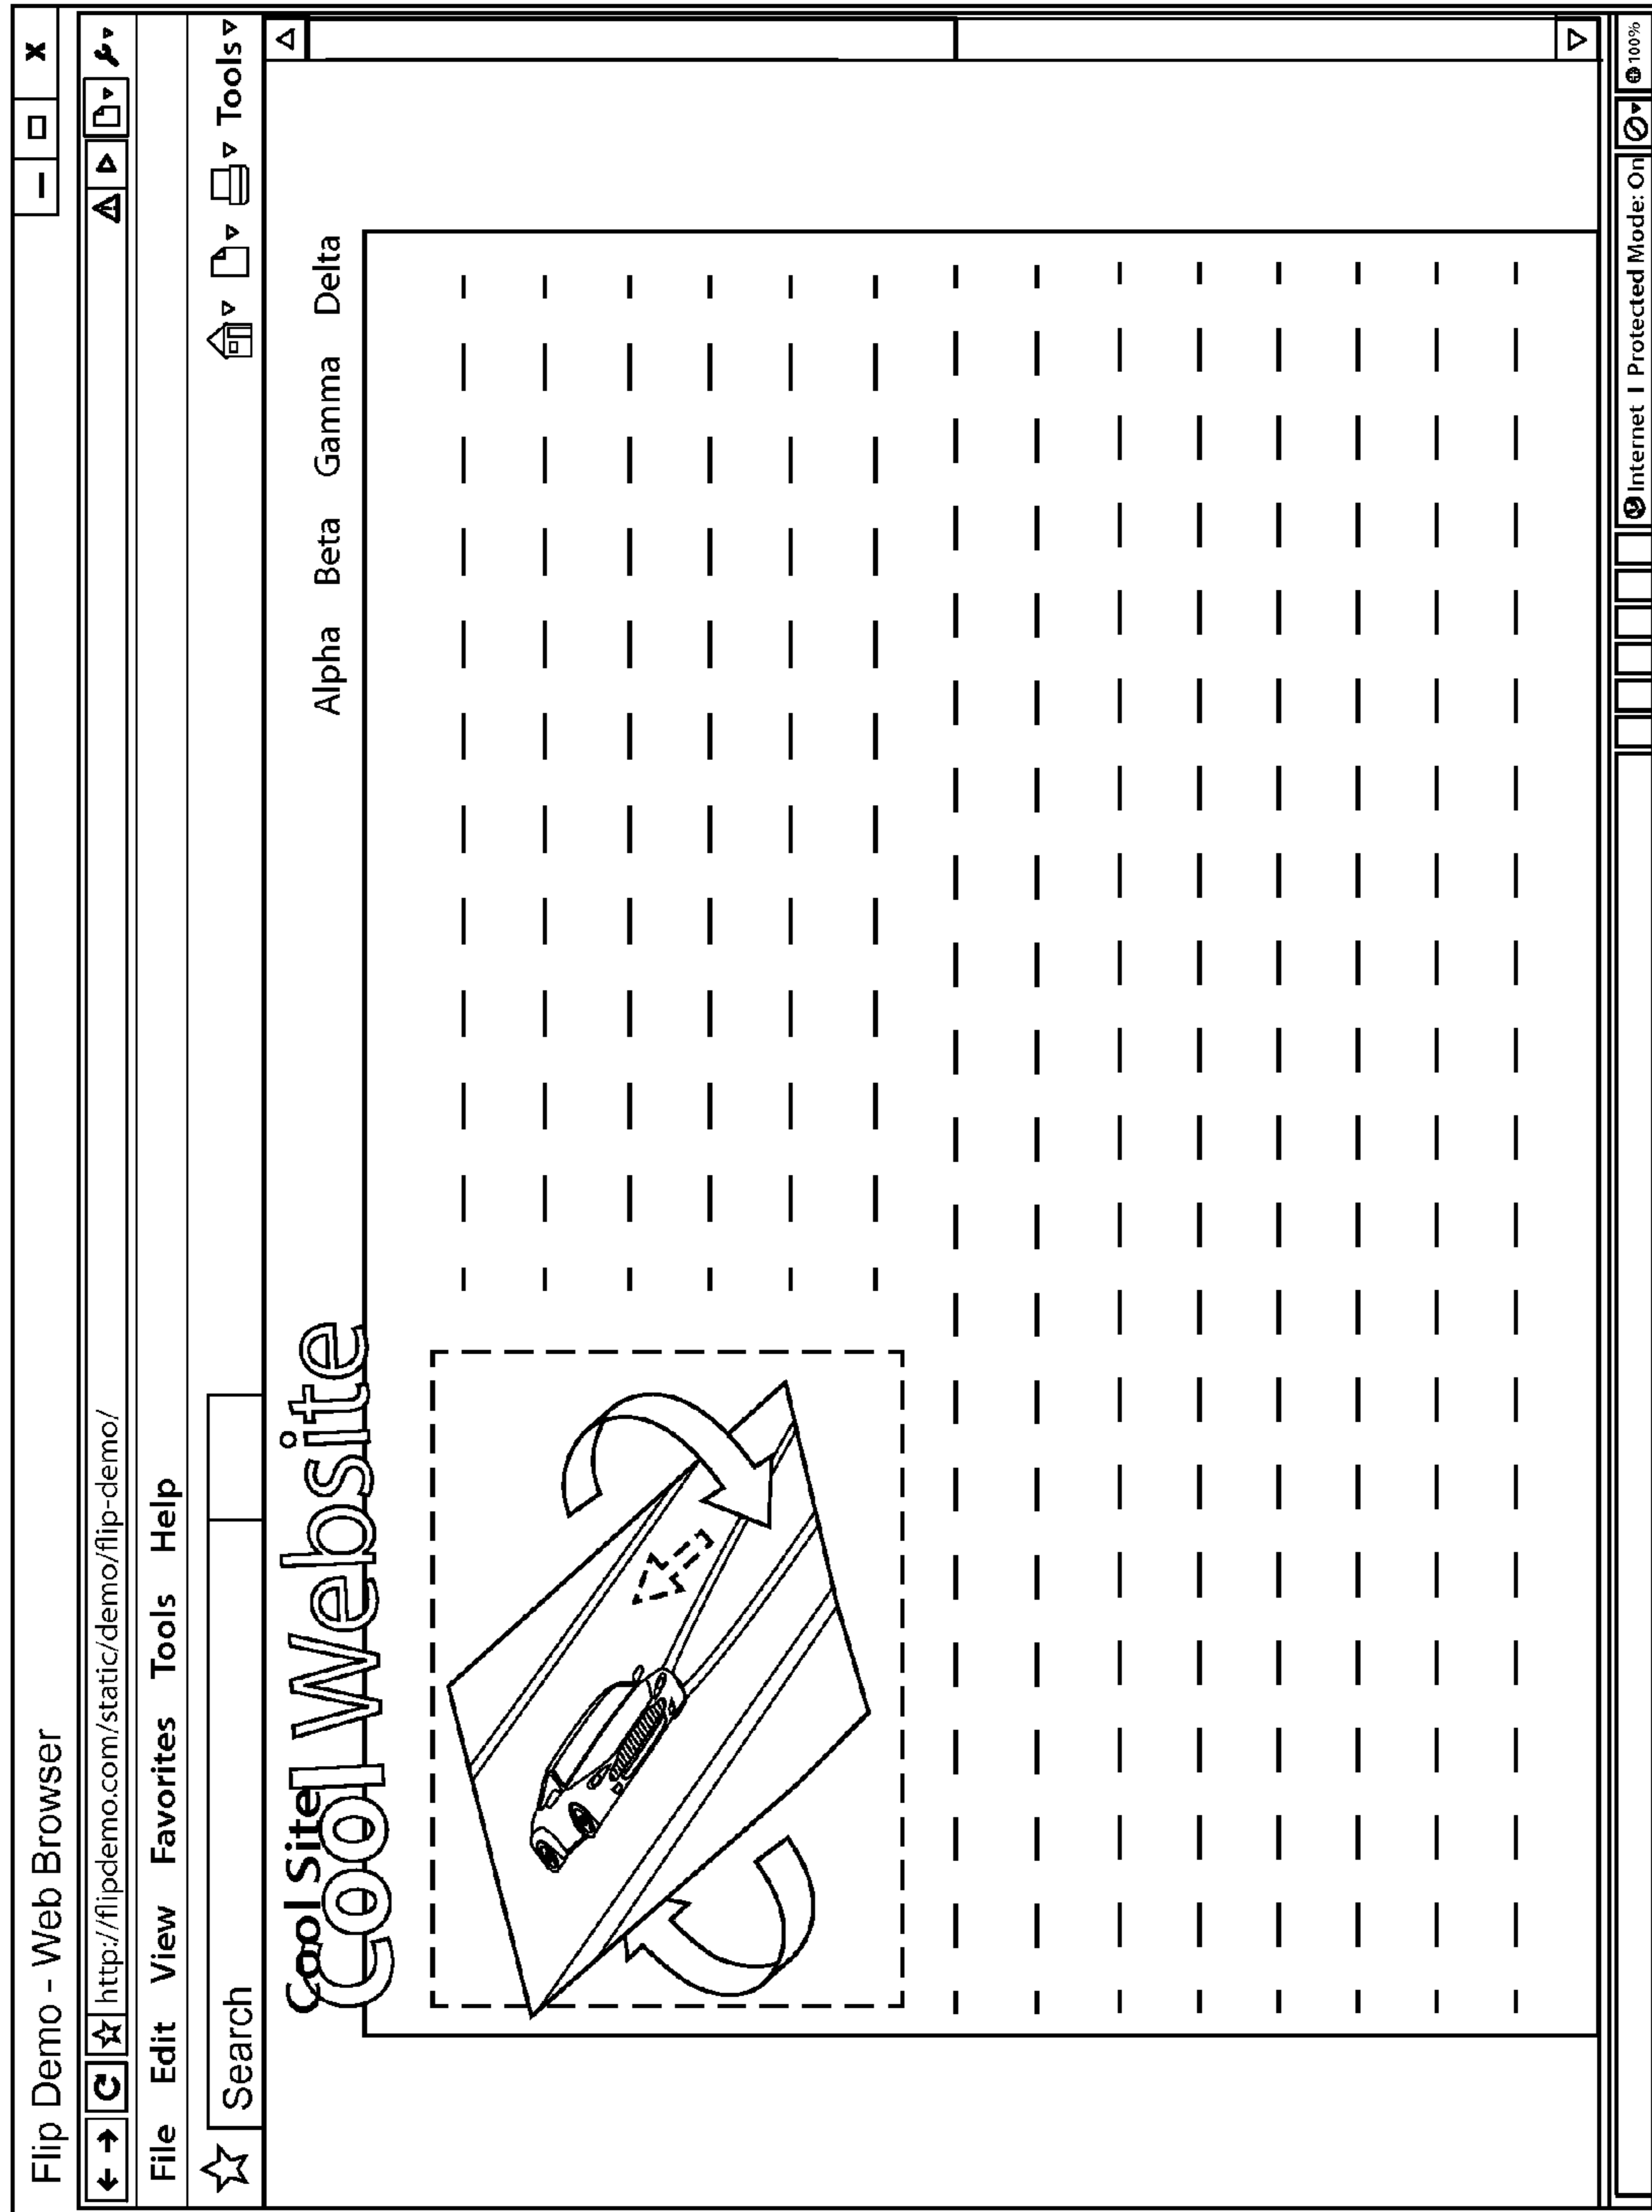 Flip Demo - Web Browser
X
http://flipdemo.com/static/demo/flip-demo/
File Edit View Favorites Tools Help
Search
Tools
Cool Site
Cool Website
Alpha Beta Gamma Delta
Internet | Protected Mode: On
100%